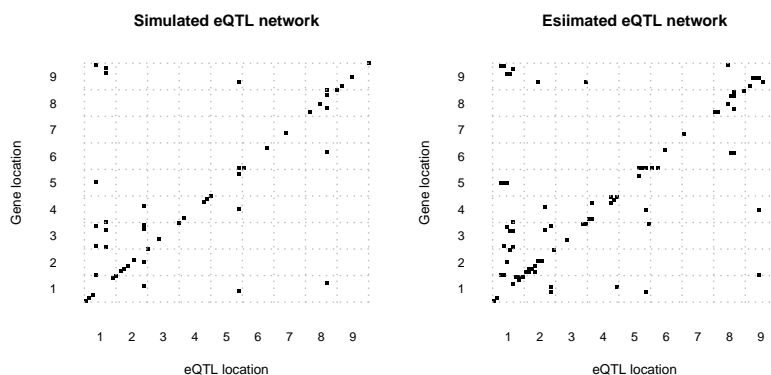 Simulated eQTL network
Gene location
9
8
7
6
5
4
3
2
1
1 2 3 4 5 6 7 8 9
eQTL location
Esiimated eQTL network
Gene location
9
8
7
6
5
4
3
2
1
1 2 3 4 5 6 7 8 9
eQTL location